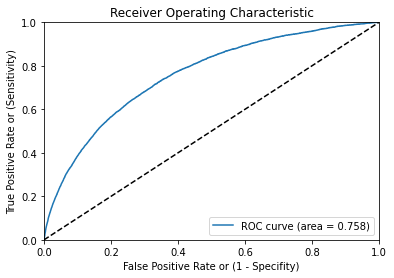 Receiver Operating Characteristic
True Positive Rate or (Sensitivity)
1.0
0.8
0.6
0.4
0.2
0.0
ROC curve (area = 0.758)
0.0 0.2 0.4 0.6 0.8 1.0
False Positive Rate or (1 - Specifity)